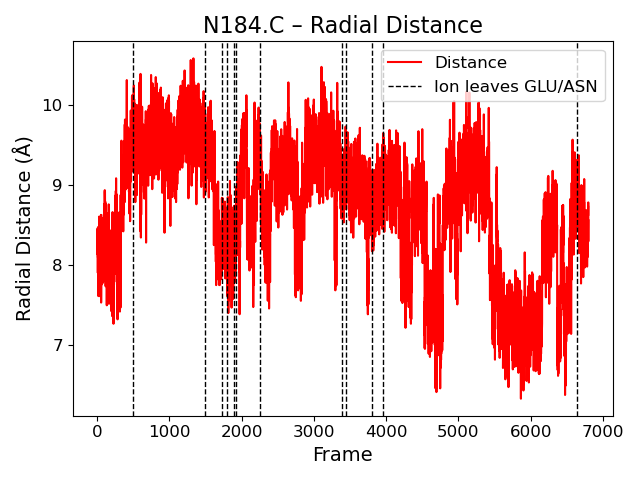 N184.C – Radial Distance
Distance
Ion leaves GLU/ASN
Radial Distance (Å)
10
9
8
7
0 1000 2000 3000 4000 5000 6000 7000
Frame